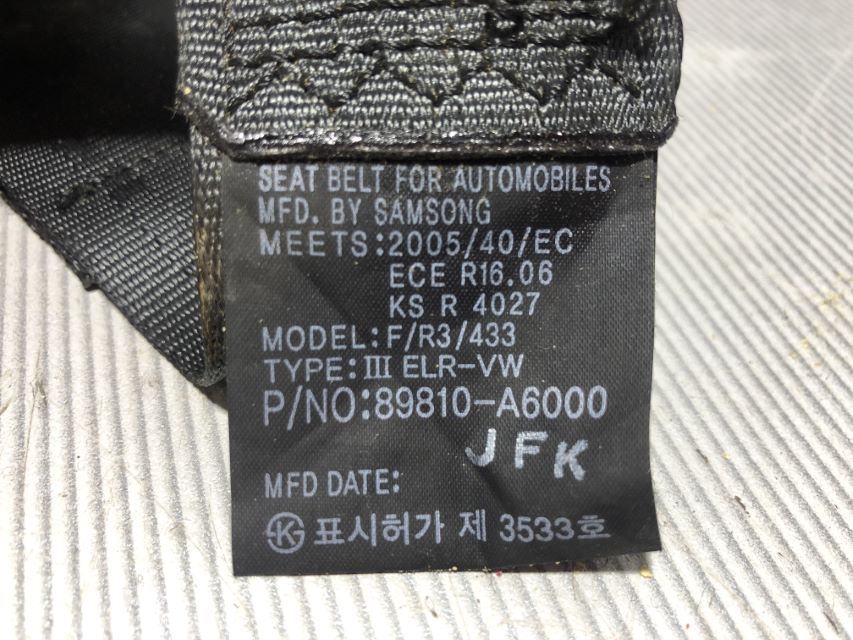 SEAT BELT FOR AUTOMOBILES
MFD. BY SAMSONG
MEETS:2005/40/EC
ECE R16.06
KS R 4027
MODEL:F/R3/433
TYPE:Ⅲ ELR-VW
P/NO:89810-A6000
JFK
MFD DATE:
표시허가 제 3533호